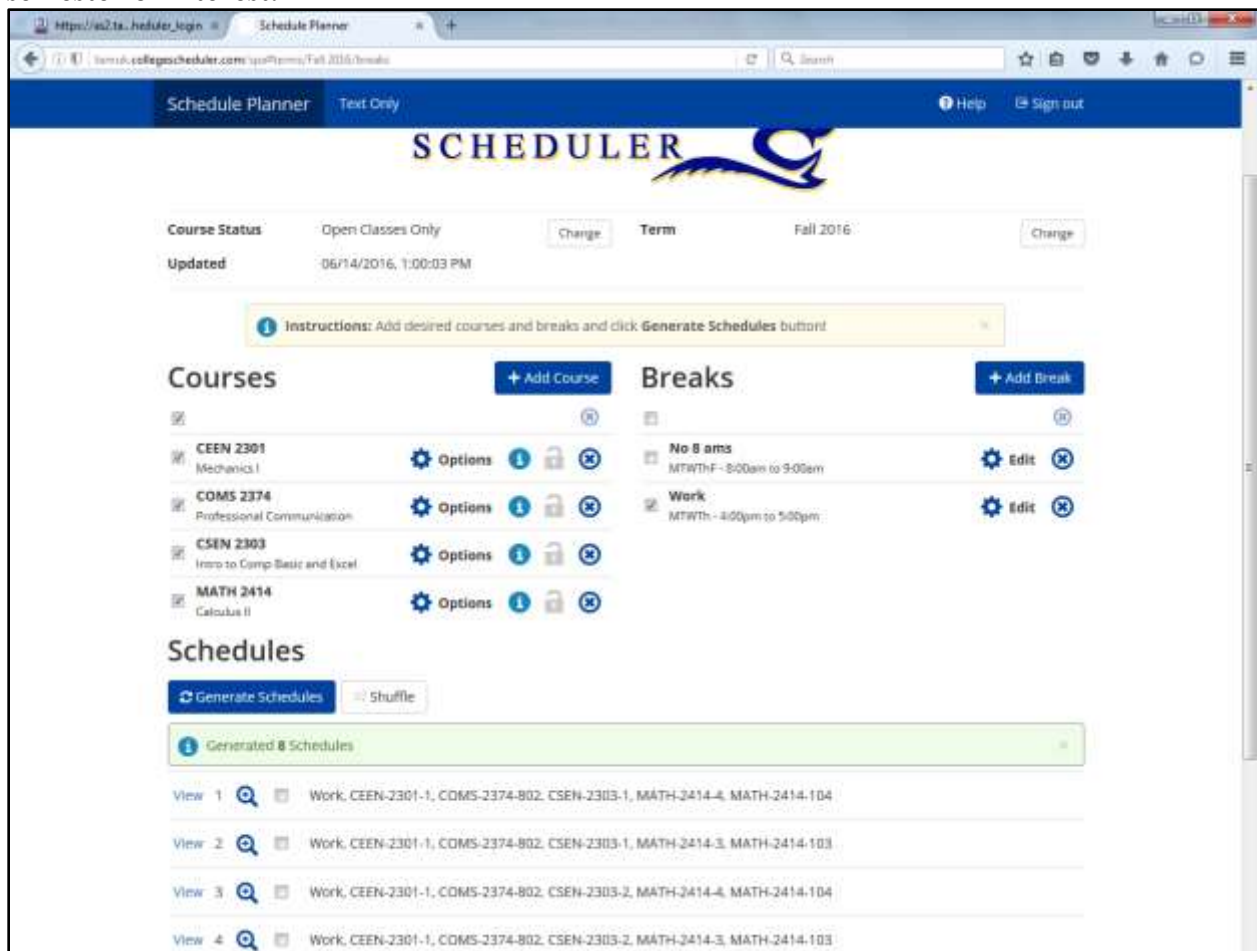 Schedule Planner
Schedule Planner Text Only Help Sign out
SCHEDULER
Course Status Open Classes Only Change Term Fall 2016 Change
Updated 06/14/2016, 1:00:03 PM
Instructions: Add desired courses and breaks and click Generate Schedules button!
Courses + Add Course Breaks + Add Break
CEEN 2301 Options No 8 ams Edit
Mechanics I MTWThF - 8:00am to 9:00am
COMS 2374 Options Work Edit
Professional Communication MTWTh - 4:00pm to 5:00pm
CSEN 2303 Options
Intro to Comp Basic and Excel
MATH 2414 Options
Calculus II
Schedules
Generate Schedules Shuffle
Generated 8 Schedules
View 1 Work, CEEN-2301-1, COMS-2374-802, CSEN-2303-1, MATH-2414-4, MATH-2414-104
View 2 Work, CEEN-2301-1, COMS-2374-802, CSEN-2303-1, MATH-2414-3, MATH-2414-103
View 3 Work, CEEN-2301-1, COMS-2374-802, CSEN-2303-2, MATH-2414-4, MATH-2414-104
View 4 Work, CEEN-2301-1, COMS-2374-802, CSEN-2303-2, MATH-2414-3, MATH-2414-103